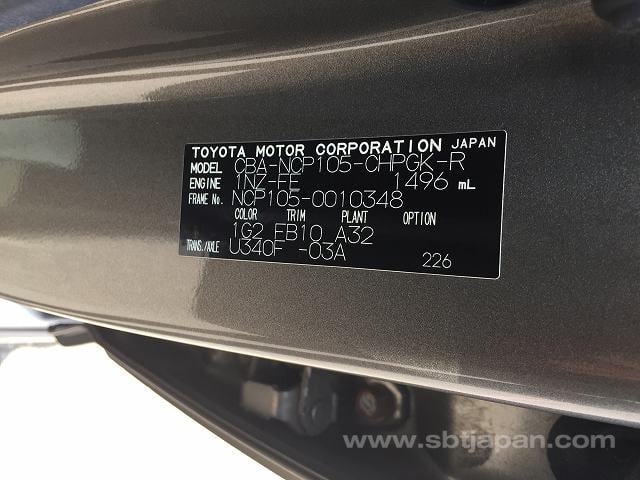 TOYOTA MOTOR CORPORATION JAPAN
MODEL CBA-NCP105-CHPGK-R
ENGINE 1NZ-FE 1496 mL
FRAME No. NCP105-0010348
COLOR TRIM PLANT OPTION
1G2 FB10 A32
TRANS./AXLE U340F -03A
226
www.sbtjapan.com